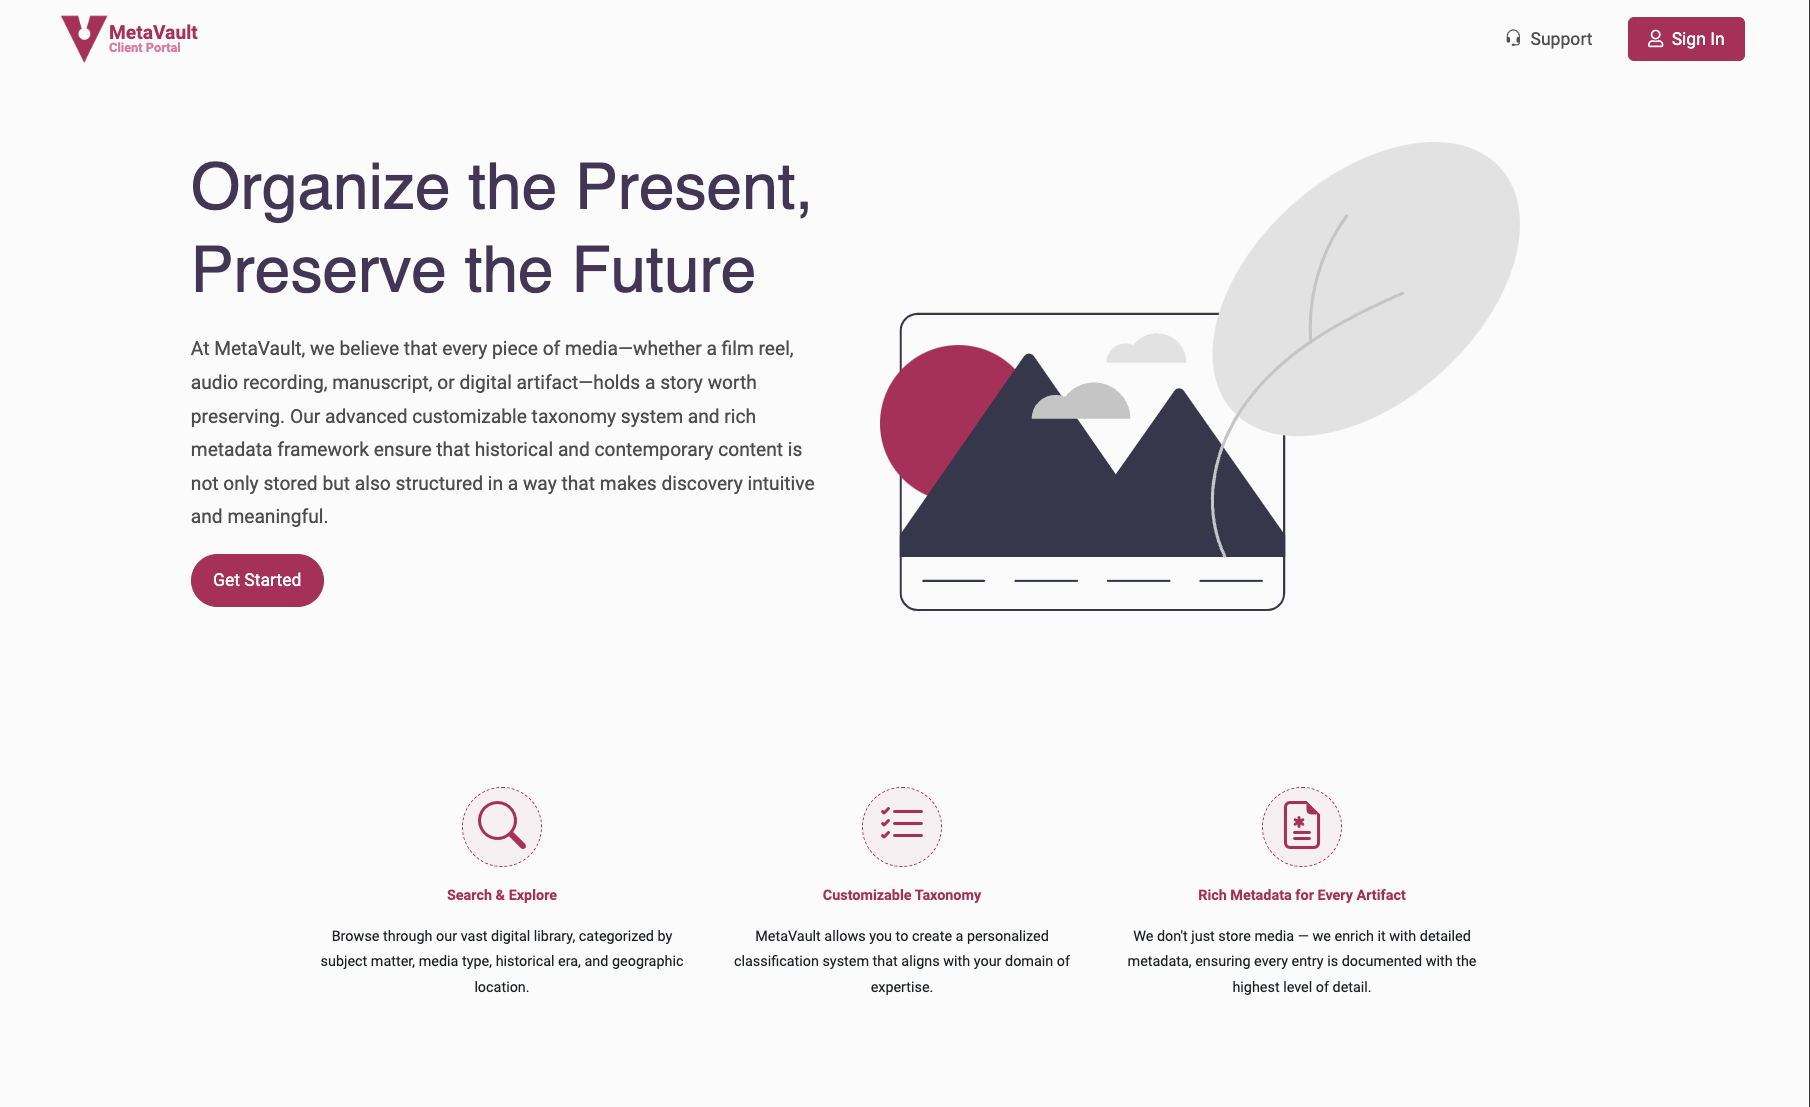 MetaVault
Client Portal
Support
Sign In
Organize the Present,
Preserve the Future
At MetaVault, we believe that every piece of media—whether a film reel,
audio recording, manuscript, or digital artifact—holds a story worth
preserving. Our advanced customizable taxonomy system and rich
metadata framework ensure that historical and contemporary content is
not only stored but also structured in a way that makes discovery intuitive
and meaningful.
Get Started
Search & Explore
Browse through our vast digital library, categorized by
subject matter, media type, historical era, and geographic
location.
Customizable Taxonomy
MetaVault allows you to create a personalized
classification system that aligns with your domain of
expertise.
Rich Metadata for Every Artifact
We don't just store media — we enrich it with detailed
metadata, ensuring every entry is documented with the
highest level of detail.